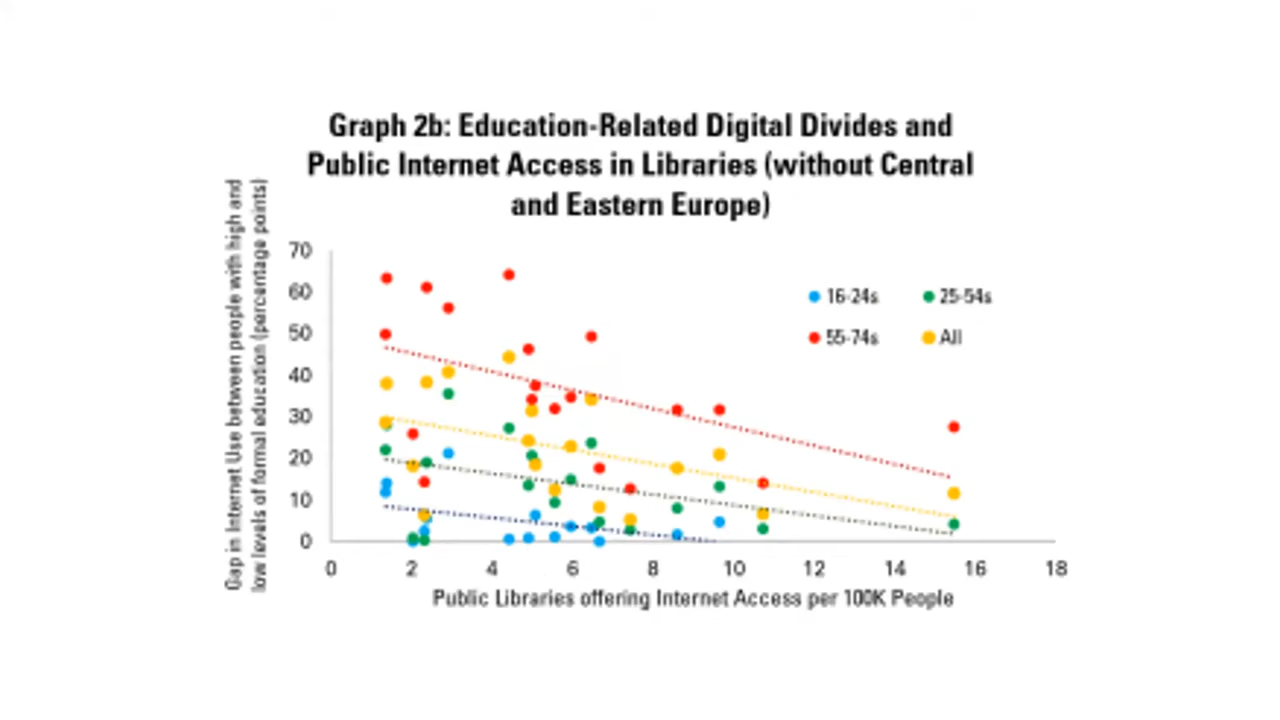 Graph 2b: Education-Related Digital Divides and
Public Internet Access in Libraries (without Central
and Eastern Europe)
Gap in Internet Use between people with high and
low levels of formal education (percentage points)
70
60
50
40
30
20
10
0
16-24s
25-54s
55-74s
All
0 2 4 6 8 10 12 14 16 18
Public Libraries offering Internet Access per 100K People